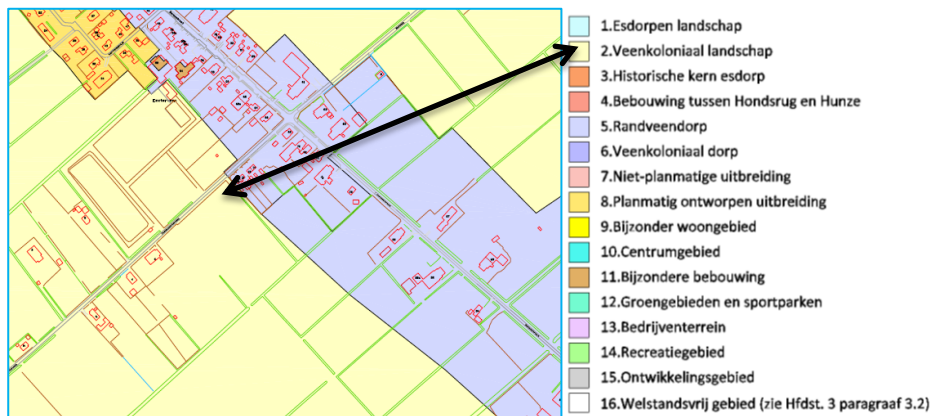 1.Esdorpen landschap
2.Veenkoloniaal landschap
3.Historische kern esdorp
4.Bebouwing tussen Hondsrug en Hunze
5.Randveendorp
6.Veenkoloniaal dorp
7.Niet-planmatige uitbreiding
8.Planmatig ontworpen uitbreiding
9.Bijzonder woongebied
10.Centrumgebied
11.Bijzondere bebouwing
12.Groengebieden en sportparken
13.Bedrijventerrein
14.Recreatiegebied
15.Ontwikkelingsgebied
16.Welstandsvrij gebied (zie Hfdst. 3 paragraaf 3.2)